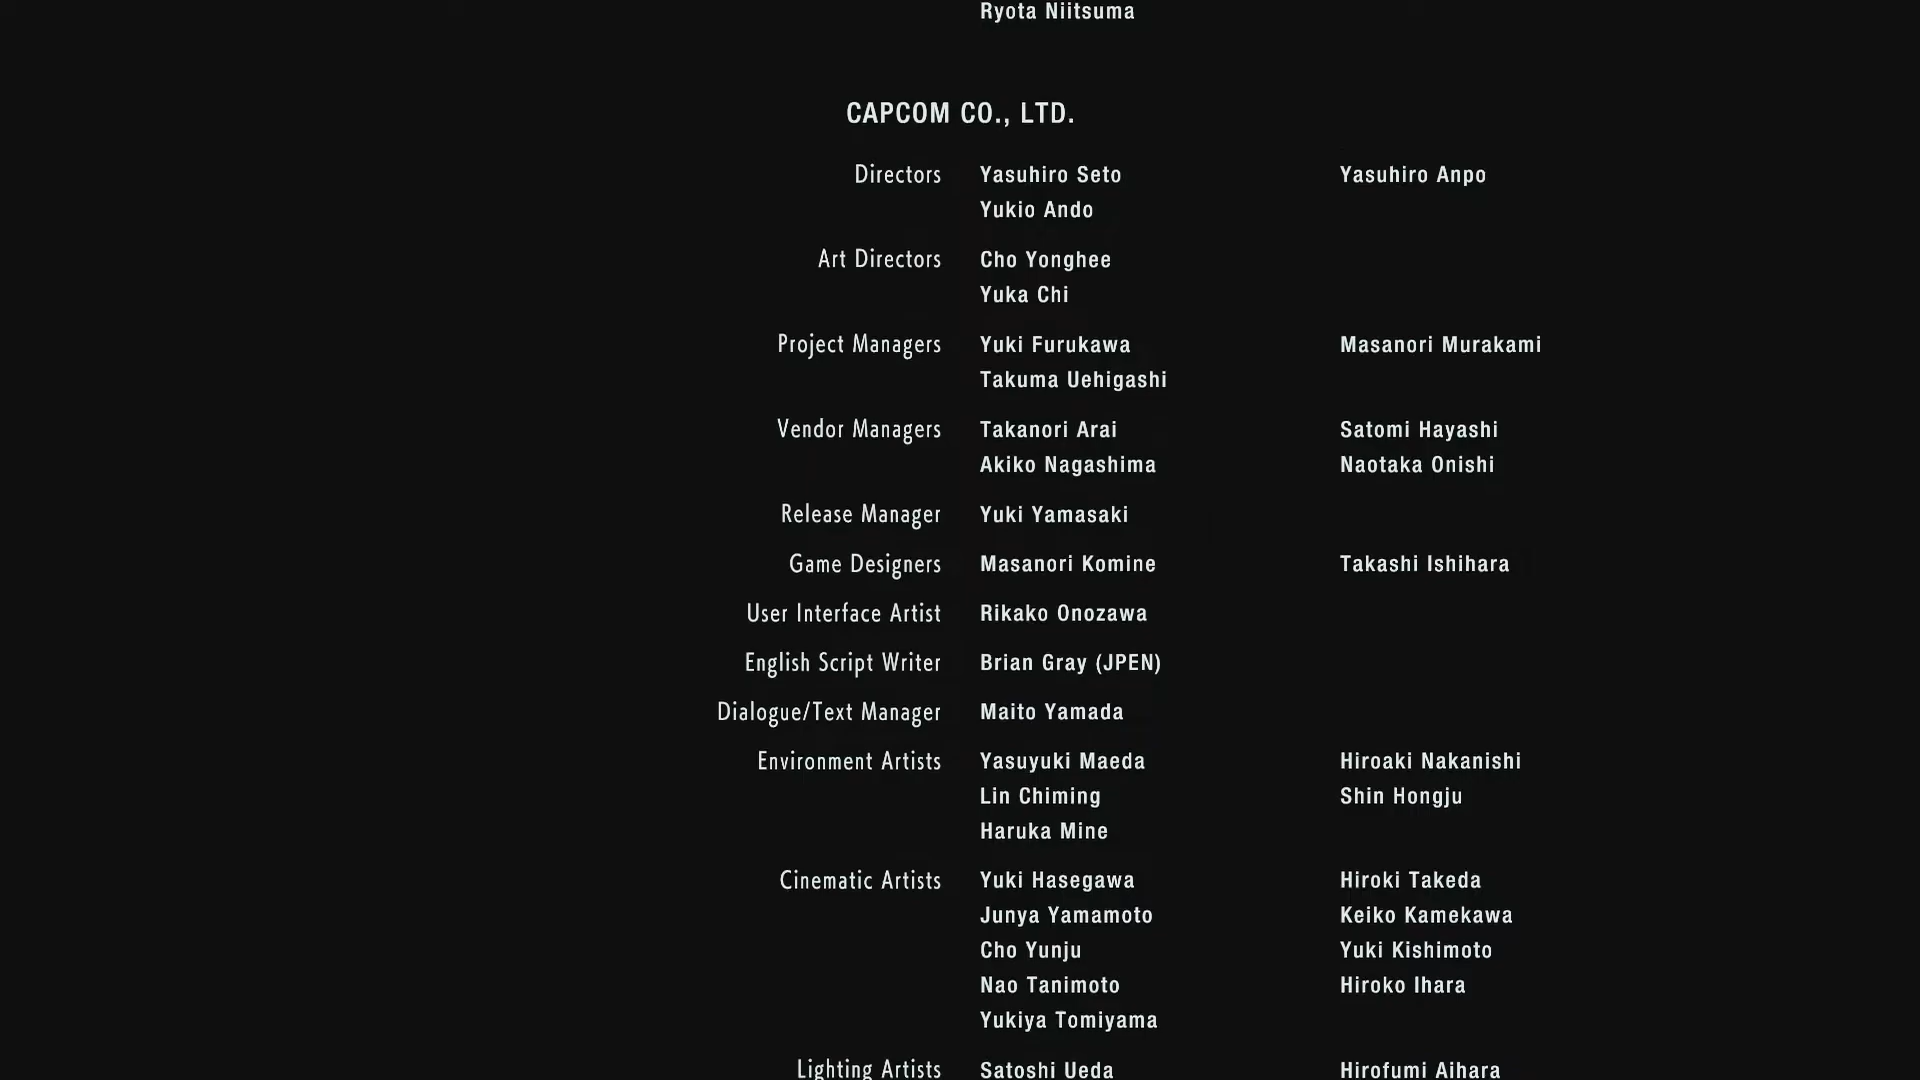 Ryota Niitsuma
CAPCOM CO., LTD.
Directors Yasuhiro Seto Yasuhiro Anpo
Yukio Ando
Art Directors Cho Yonghee
Yuka Chi
Project Managers Yuki Furukawa Masanori Murakami
Takuma Uehigashi
Vendor Managers Takanori Arai Satomi Hayashi
Akiko Nagashima Naotaka Onishi
Release Manager Yuki Yamasaki
Game Designers Masanori Komine Takashi Ishihara
User Interface Artist Rikako Onozawa
English Script Writer Brian Gray (JPEN)
Dialogue/Text Manager Maito Yamada
Environment Artists Yasuyuki Maeda Hiroaki Nakanishi
Lin Chiming Shin Hongju
Haruka Mine
Cinematic Artists Yuki Hasegawa Hiroki Takeda
Junya Yamamoto Keiko Kamekawa
Cho Yunju Yuki Kishimoto
Nao Tanimoto Hiroko Ihara
Yukiya Tomiyama
Lighting Artists Satoshi Ueda Hirofumi Aihara